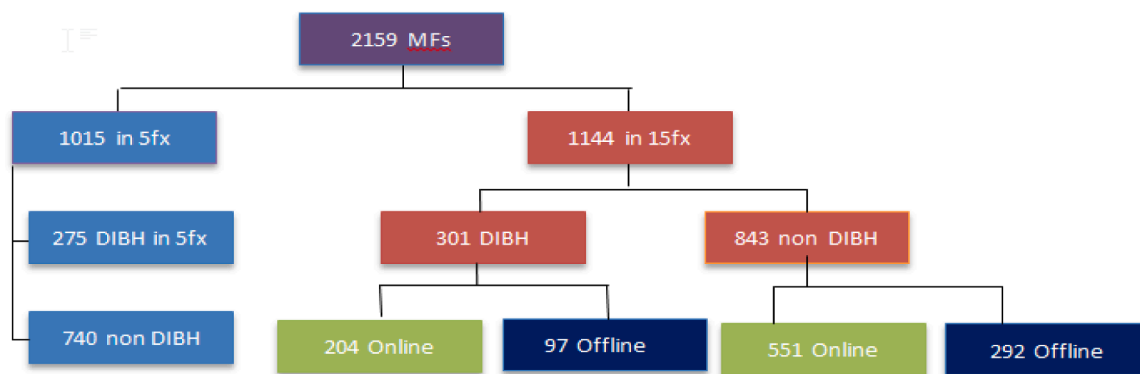 2159 MFs
1015 in 5fx
1144 in 15fx
275 DIBH in 5fx
301 DIBH
843 non DIBH
740 non DIBH
204 Online
97 Offline
551 Online
292 Offline